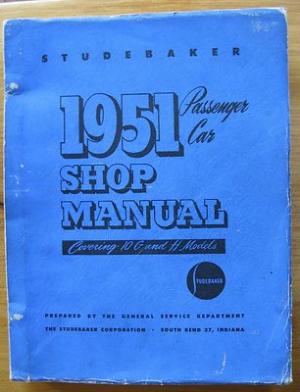 STUDEBAKER
1951 Passenger Car
SHOP
MANUAL
Covering 10G and H Models
STUDEBAKER
PREPARED BY THE GENERAL SERVICE DEPARTMENT
THE STUDEBAKER CORPORATION • SOUTH BEND 27, INDIANA